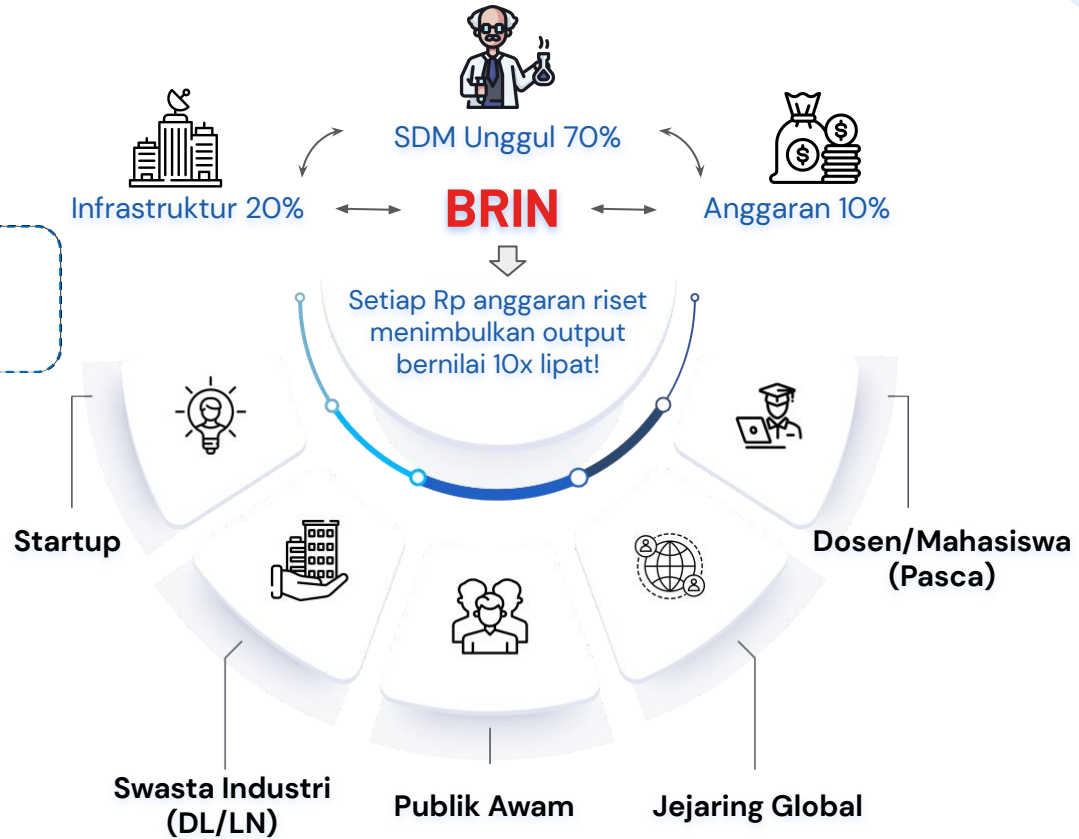 SDM Unggul 70%
Infrastruktur 20%
BRIN
Anggaran 10%
Setiap Rp anggaran riset
menimbulkan output
bernilai 10x lipat!
Startup
Dosen/Mahasiswa
(Pasca)
Swasta Industri
(DL/LN)
Publik Awam
Jejaring Global